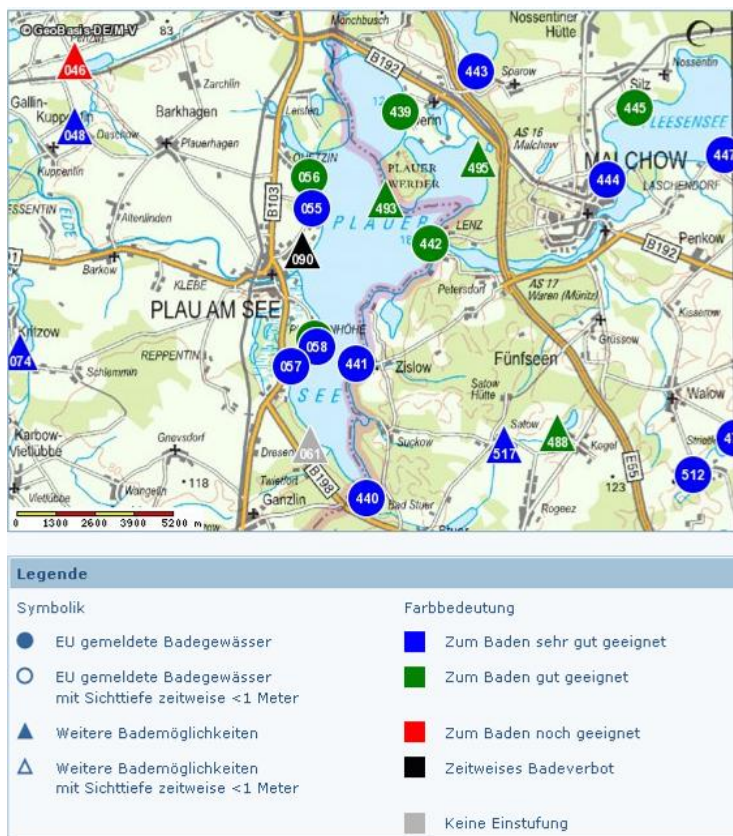 © GeoBasis-DE/M-V
83
Manchbusch
Nossentiner
Hütte
B192
046
443
Sparow
Nossentin
Zarchlin
Leisten
439
Silz
445
Gallin-
Kuppentin
048
Daschow
Barkhagen
AS 16
Malchow
LEESENSEE
Kuppentin
Plauerhagen
QUETZIN
PLAUER
WERDER
495
MALCHOW
447
056
444
LASCHENDORF
055
493
B103
ELDE
Altenlinden
PLAUER
LENZ
442
B192
Penkow
090
Barkow
KLEBE
Petersdorf
AS 17
Waren (Müritz)
PLAU AM SEE
Kisserow
074
REPPENTIN
Schlemmin
058
057
441
Zislow
Fünfseen
Grüssow
SEE
Satow
Hütte
Walow
Karbow-
Vietlübbe
Gnevsdorf
Dresen
061
Suckow
Satow
517
488
Kogel
E55
512
Vietlübbe
Wangelin
118
Twietfort
Ganzlin
B198
440
Bad Stuer
123
Rogeez
0 1300 2600 3900 5200 m
Legende
Symbolik
Farbbedeutung
EU gemeldete Badegewässer
Zum Baden sehr gut geeignet
EU gemeldete Badegewässer
mit Sichttiefe zeitweise <1 Meter
Zum Baden gut geeignet
Weitere Bademöglichkeiten
Zum Baden noch geeignet
Weitere Bademöglichkeiten
mit Sichttiefe zeitweise <1 Meter
Zeitweises Badeverbot
Keine Einstufung